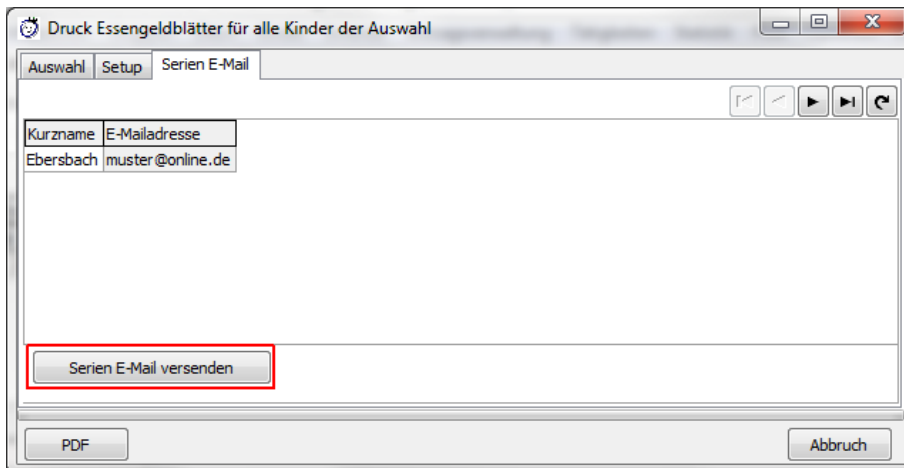 Druck Essengeldblätter für alle Kinder der Auswahl
Auswahl Setup Serien E-Mail
Kurzname E-Mailadresse
Ebersbach muster@online.de
Serien E-Mail versenden
PDF Abbruch